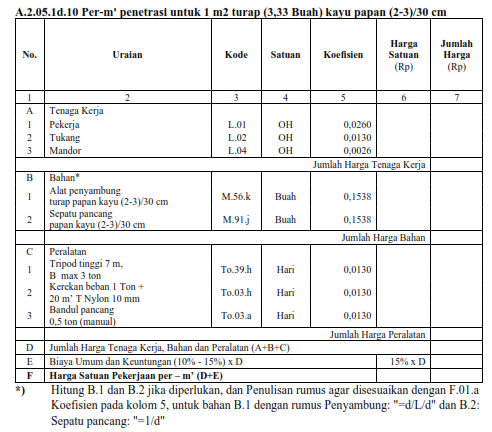 A.2.05.1d.10 Per-m' penetrasi untuk 1 m2 turap (3,33 Buah) kayu papan (2-3)/30 cm
No. Uraian Kode Satuan Koefisien Harga Satuan (Rp) Jumlah Harga (Rp)
1 2 3 4 5 6 7
A Tenaga Kerja
1 Pekerja L.01 OH 0,0260
2 Tukang L.02 OH 0,0130
3 Mandor L.04 OH 0,0026
Jumlah Harga Tenaga Kerja
B Bahan*
1 Alat penyambung turap papan kayu (2-3)/30 cm M.56.k Buah 0,1538
2 Sepatu pancang papan kayu (2-3)/30 cm M.91.j Buah 0,1538
Jumlah Harga Bahan
C Peralatan
1 Tripod tinggi 7 m, B max 3 ton To.39.h Hari 0,0130
2 Kerekan beban 1 Ton + 20 m' T Nylon 10 mm To.03.h Hari 0,0130
3 Bandul pancang 0,5 ton (manual) To.03.a Hari 0,0130
Jumlah Harga Peralatan
D Jumlah Harga Tenaga Kerja, Bahan dan Peralatan (A+B+C)
E Biaya Umum dan Keuntungan (10% - 15%) x D 15% x D
F Harga Satuan Pekerjaan per – m' (D+E)
*) Hitung B.1 dan B.2 jika diperlukan, dan Penulisan rumus agar disesuaikan dengan F.01.a
Koefisien pada kolom 5, untuk bahan B.1 dengan rumus Penyambung: "=d/L/d" dan B.2:
Sepatu pancang: "=1/d"